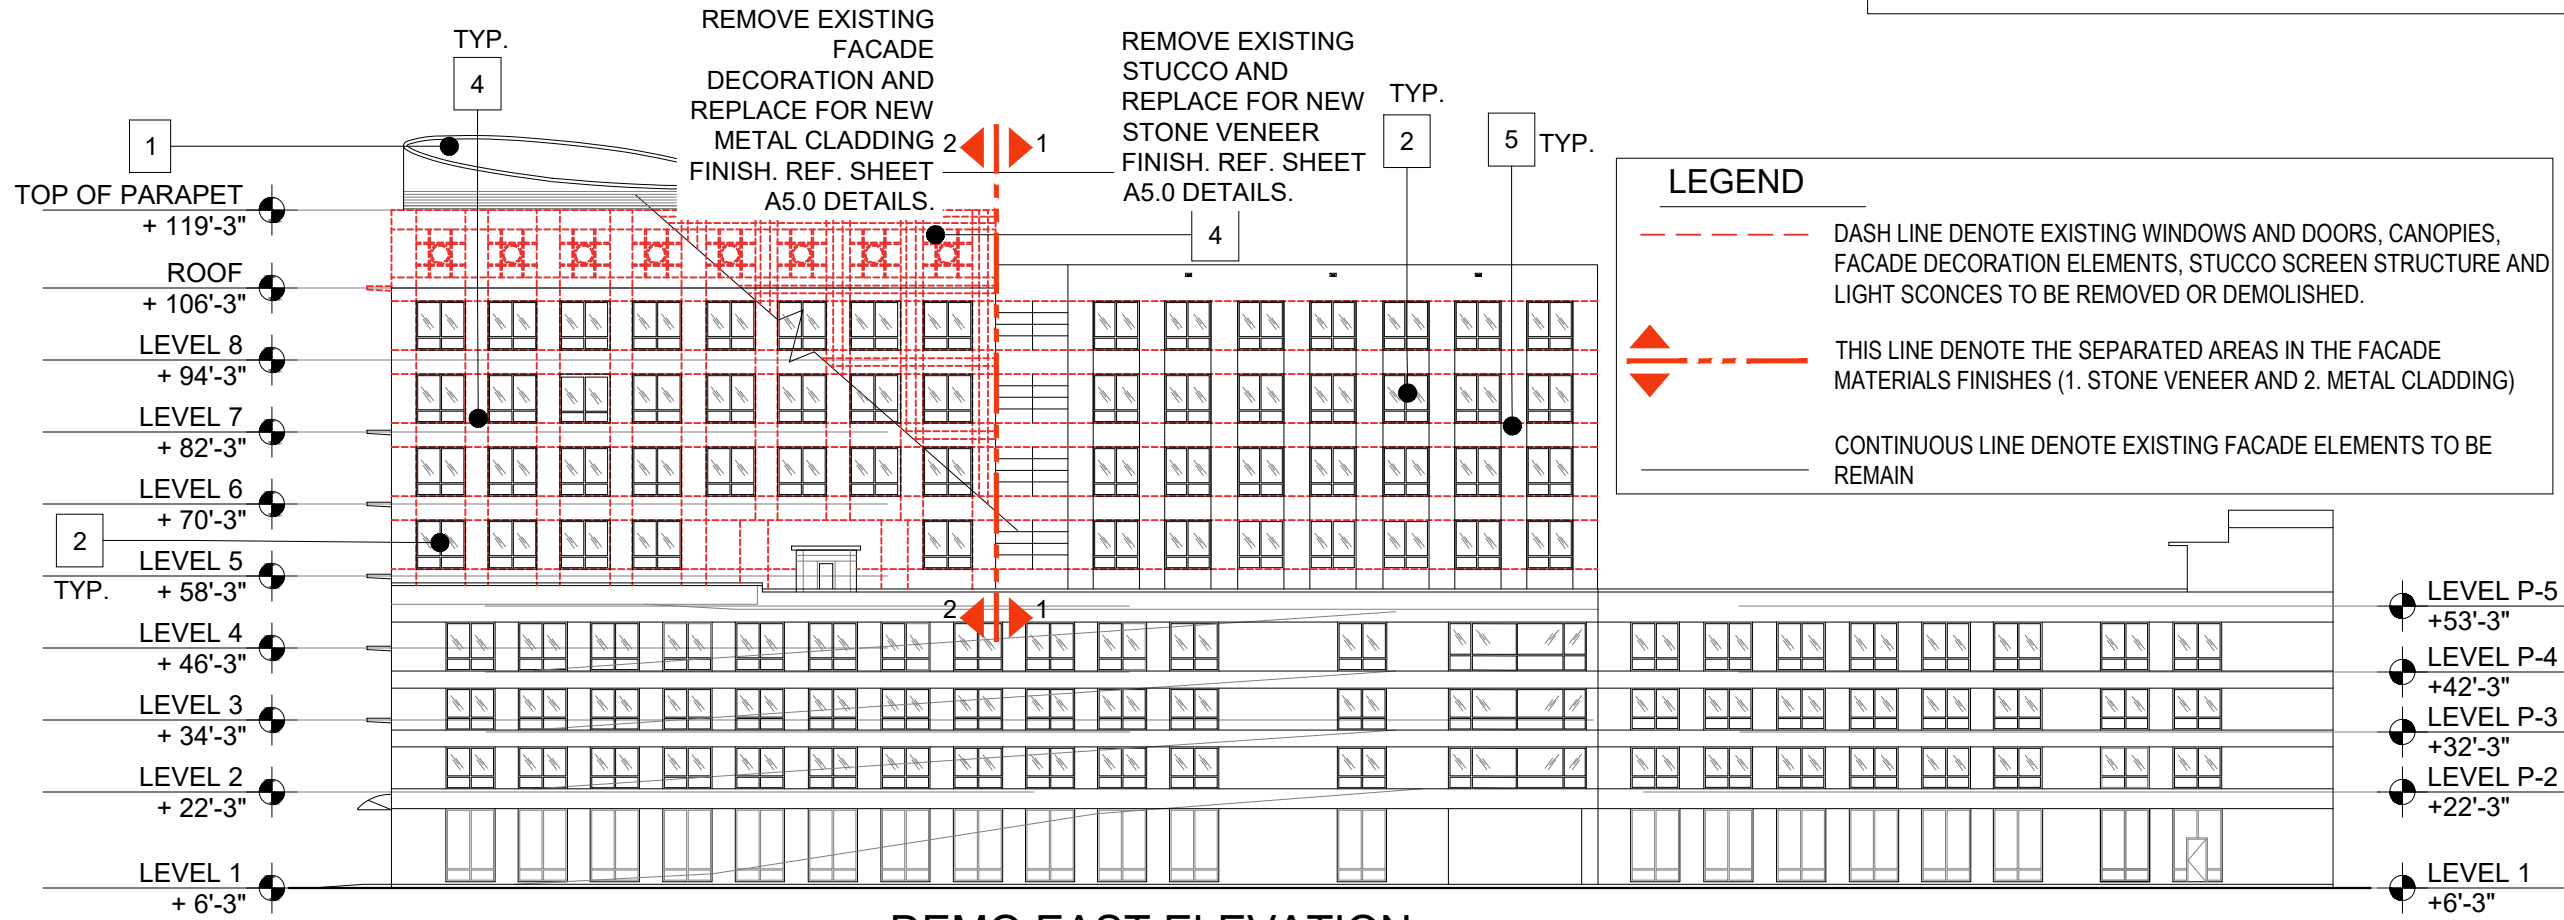 REMOVE EXISTING
FACADE
DECORATION AND
REPLACE FOR NEW
METAL CLADDING
FINISH. REF. SHEET
A5.0 DETAILS.
REMOVE EXISTING
STUCCO AND
REPLACE FOR NEW
STONE VENEER
FINISH. REF. SHEET
A5.0 DETAILS.
TYP.
4
1
2 1
TYP.
2
5 TYP.
4
2
TYP.
2 1
TOP OF PARAPET
+ 119'-3"
ROOF
+ 106'-3"
LEVEL 8
+ 94'-3"
LEVEL 7
+ 82'-3"
LEVEL 6
+ 70'-3"
LEVEL 5
+ 58'-3"
LEVEL 4
+ 46'-3"
LEVEL 3
+ 34'-3"
LEVEL 2
+ 22'-3"
LEVEL 1
+ 6'-3"
LEGEND
DASH LINE DENOTE EXISTING WINDOWS AND DOORS, CANOPIES,
FACADE DECORATION ELEMENTS, STUCCO SCREEN STRUCTURE AND
LIGHT SCONCES TO BE REMOVED OR DEMOLISHED.
THIS LINE DENOTE THE SEPARATED AREAS IN THE FACADE
MATERIALS FINISHES (1. STONE VENEER AND 2. METAL CLADDING)
CONTINUOUS LINE DENOTE EXISTING FACADE ELEMENTS TO BE
REMAIN
LEVEL P-5
+53'-3"
LEVEL P-4
+42'-3"
LEVEL P-3
+32'-3"
LEVEL P-2
+22'-3"
LEVEL 1
+6'-3"
DEMO EAST ELEVATION